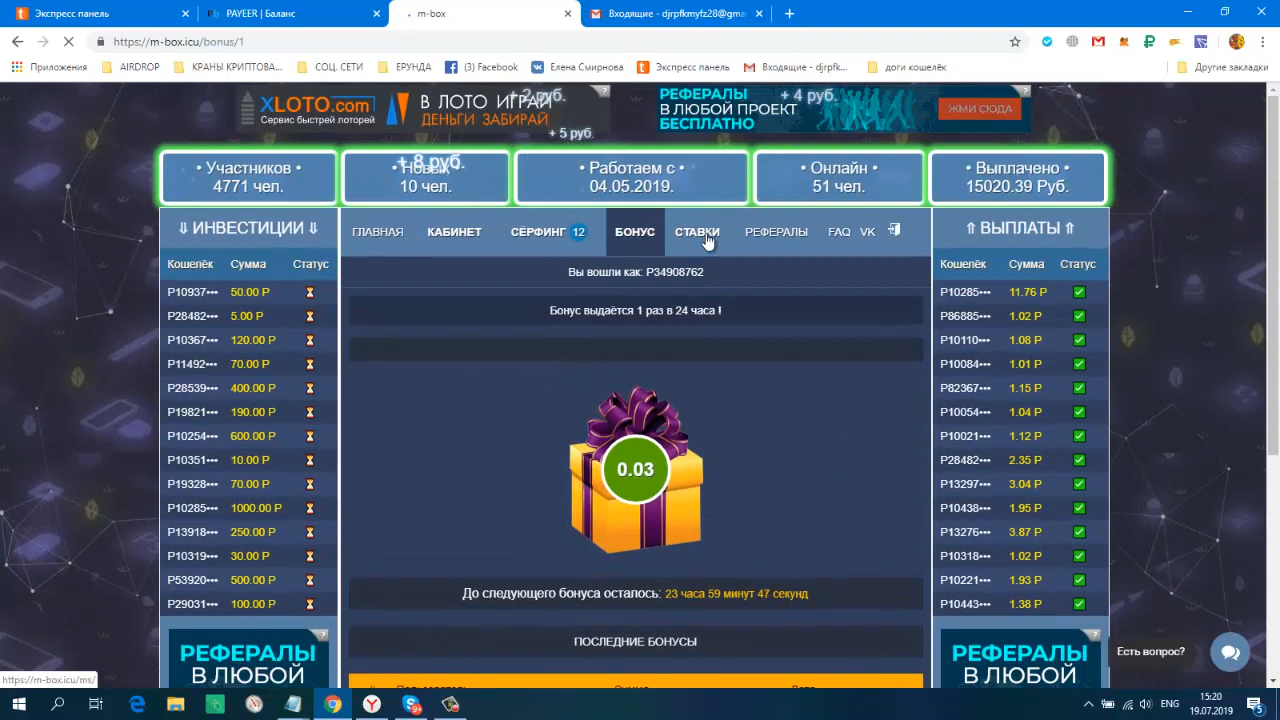 Экспресс панель
PAYEER | Баланс
m-box
Входящие - djrpfkmyfz28@gma
https://m-box.icu/bonus/1
Приложения
AIRDROP
КРАНЫ КРИПТОВА...
СОЦ. СЕТИ
ЕРУНДА
(3) Facebook
Елена Смирнова
Экспресс панель
Входящие - djrpfk...
доги кошелёк
Другие закладки
XLOTO.com
Сервис быстрей лоторей
В ЛОТО ИГРАЙ
ДЕНЬГИ ЗАБИРАЙ
+ 2 руб.
+ 5 руб.
РЕФЕРАЛЫ
В ЛЮБОЙ ПРОЕКТ
БЕСПЛАТНО
+ 4 руб.
ЖМИ СЮДА
• Участников •
4771 чел.
+ 8 руб.
10 чел.
• Работаем с •
04.05.2019.
• Онлайн •
51 чел.
• Выплачено •
15020.39 Руб.
⇓ ИНВЕСТИЦИИ ⇓
ГЛАВНАЯ КАБИНЕТ СЁРФИНГ 12 БОНУС СТАВКИ РЕФЕРАЛЫ FAQ VK
⇑ ВЫПЛАТЫ ⇑
Кошелёк Сумма Статус
P10937••• 50.00 Р
P28482••• 5.00 Р
P10367••• 120.00 Р
P11492••• 70.00 Р
P28539••• 400.00 Р
P19821••• 190.00 Р
P10254••• 600.00 Р
P10351••• 10.00 Р
P19328••• 70.00 Р
P10285••• 1000.00 Р
P13918••• 250.00 Р
P10319••• 30.00 Р
P53920••• 500.00 Р
P29031••• 100.00 Р
РЕФЕРАЛЫ
В ЛЮБОЙ
Вы вошли как: P34908762
Бонус выдаётся 1 раз в 24 часа !
0.03
До следующего бонуса осталось: 23 часа 59 минут 47 секунд
ПОСЛЕДНИЕ БОНУСЫ
Кошелёк Сумма Статус
P10285••• 11.76 Р
P86885••• 1.02 Р
P10110••• 1.08 Р
P10084••• 1.01 Р
P82367••• 1.15 Р
P10054••• 1.04 Р
P10021••• 1.12 Р
P28482••• 2.35 Р
P13297••• 3.04 Р
P10438••• 1.95 Р
P13276••• 3.87 Р
P10318••• 1.02 Р
P10221••• 1.93 Р
P10443••• 1.38 Р
РЕФЕРАЛЫ
В ЛЮБОЙ
Есть вопрос?
https://m-box.icu/ms/
ENG
15:20
19.07.2019